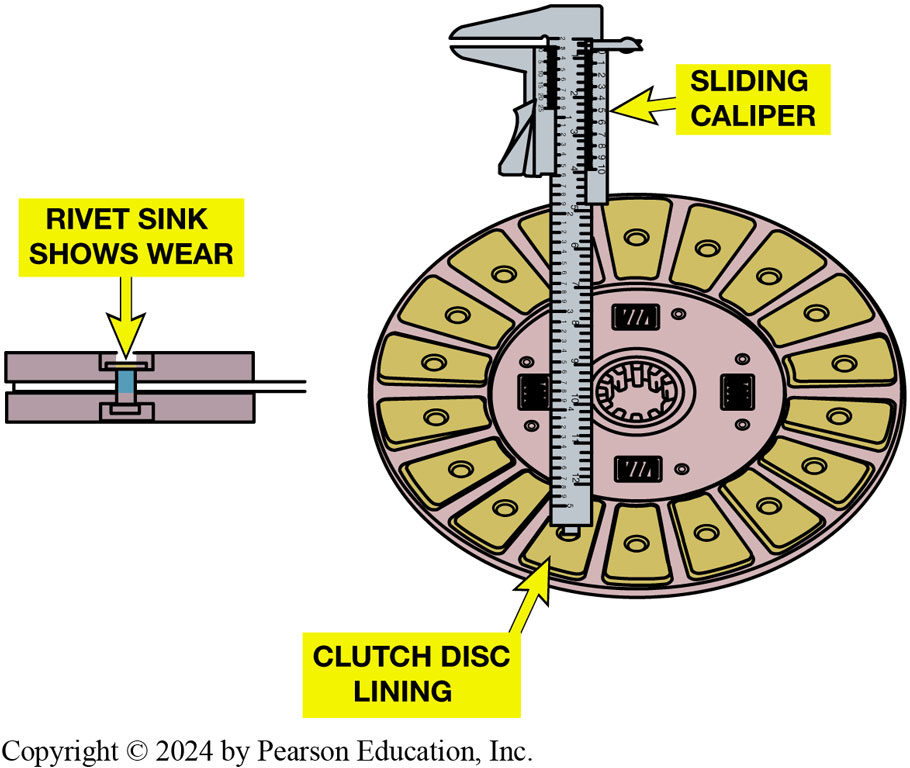 SLIDING
CALIPER
RIVET SINK
SHOWS WEAR
CLUTCH DISC
LINING
Copyright © 2024 by Pearson Education, Inc.